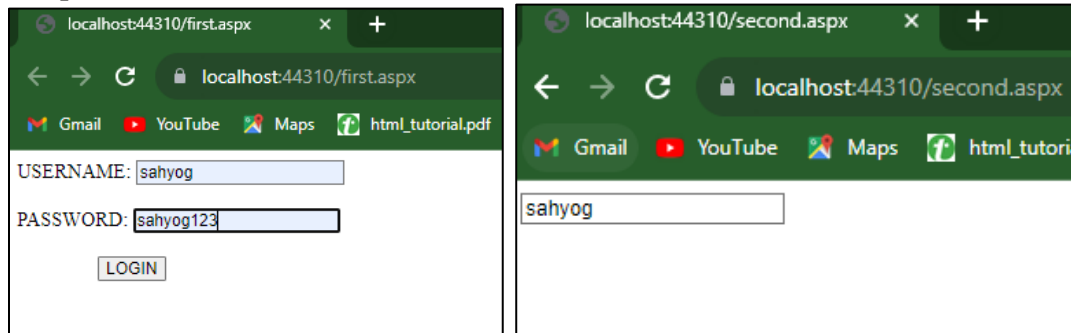 localhost:44310/first.aspx × +
localhost:44310/first.aspx
Gmail YouTube Maps html_tutorial.pdf
USERNAME: sahyog
PASSWORD: sahyog123
LOGIN
localhost:44310/second.aspx × +
localhost:44310/second.aspx
Gmail YouTube Maps html_tutori
sahyog